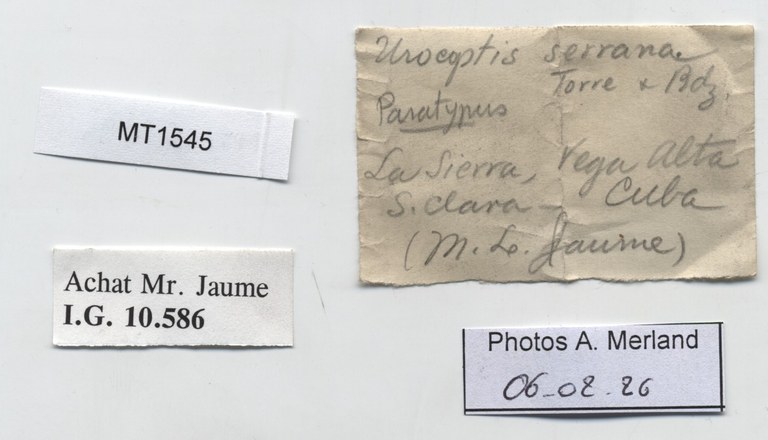 MT1545
Achat Mr. Jaume
I.G. 10.586
Urocoptis serrana
Torre & Bdz.
Paratypus
La Sierra, Vega Alta
S. Clara - Cuba
(M. L. Jaume)
Photos A. Merland
06-02-26